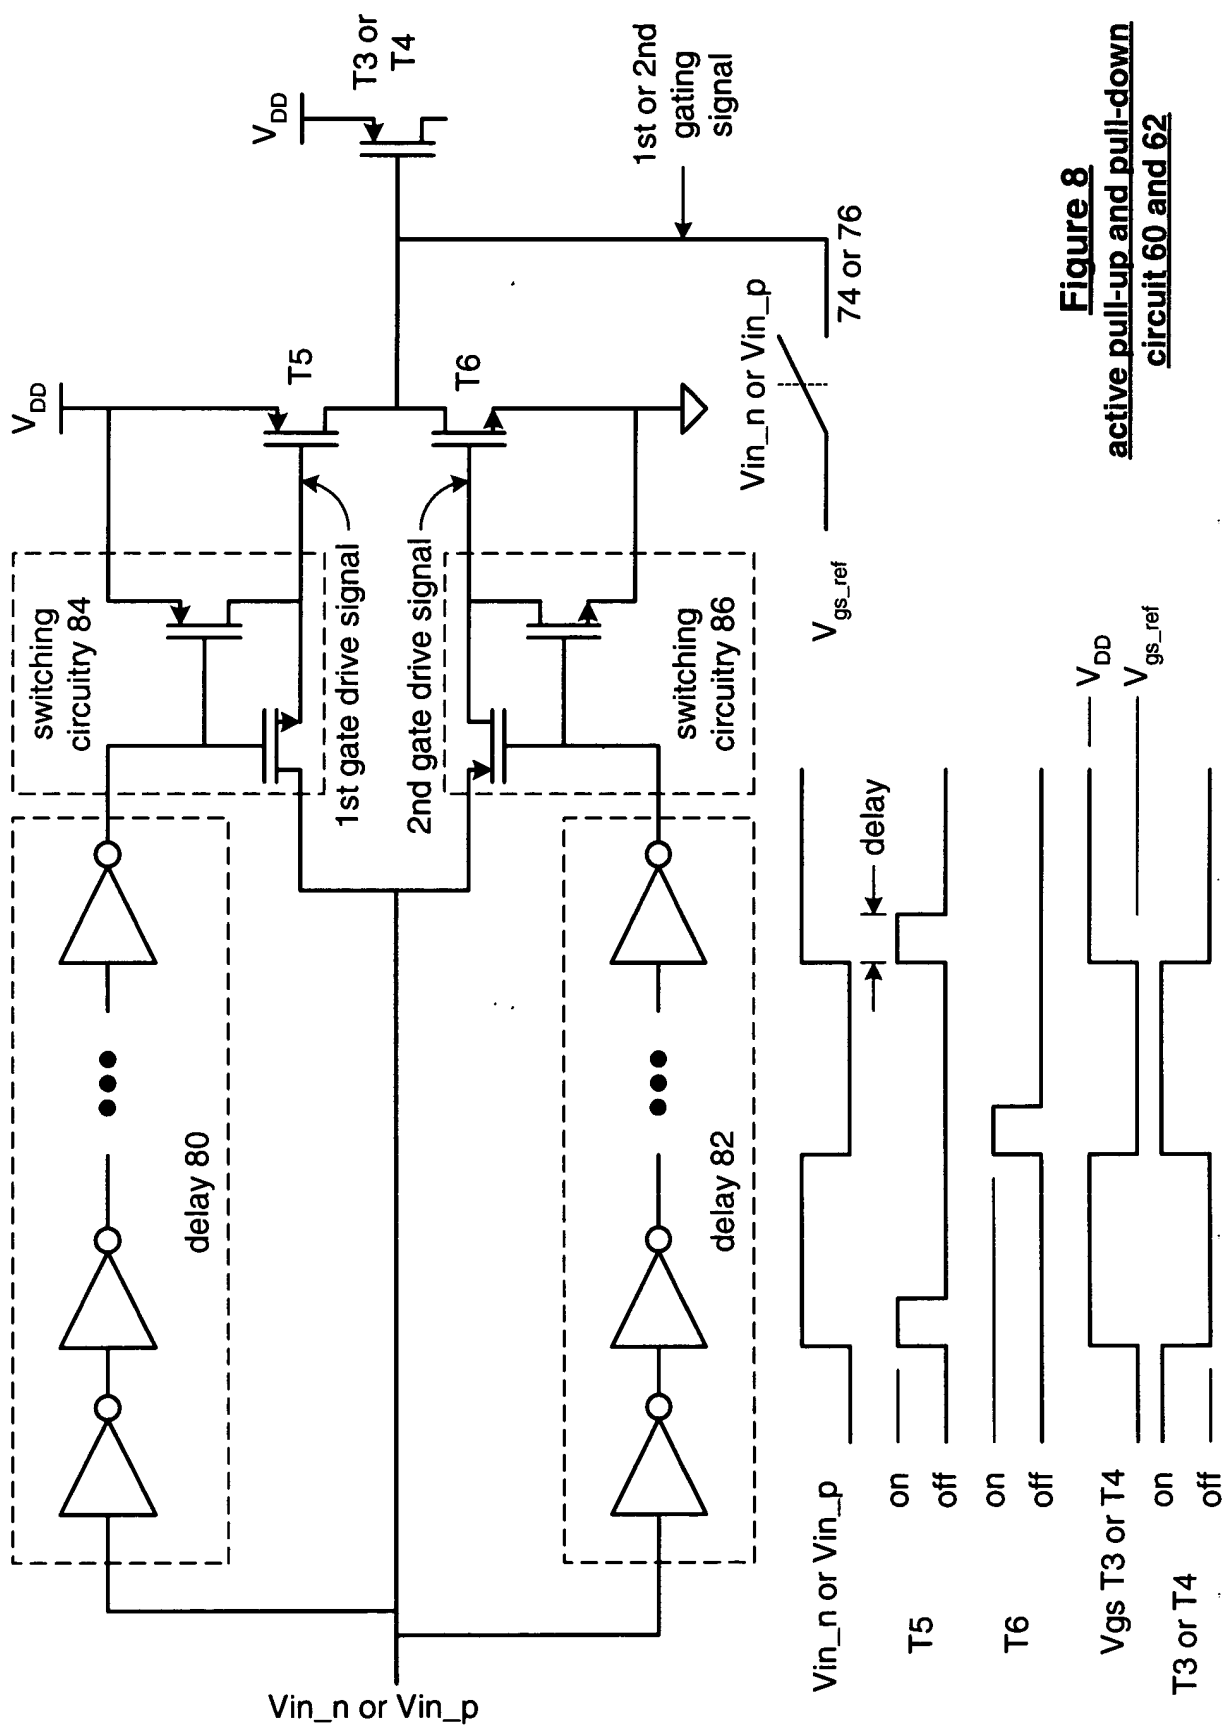 V_DD
T3 or
T4
V_DD
T5
T6
1st or 2nd
gating
signal
switching
circuitry 84
1st gate drive signal
2nd gate drive signal
switching
circuitry 86
Vin_n or Vin_p
74 or 76
V_gs_ref
delay 80
delay 82
Vin_n or Vin_p
Vin_n or Vin_p
T5
on
off
T6
on
off
Vgs T3 or T4
T3 or T4
on
off
delay
V_DD
V_gs_ref
Figure 8
active pull-up and pull-down
circuit 60 and 62